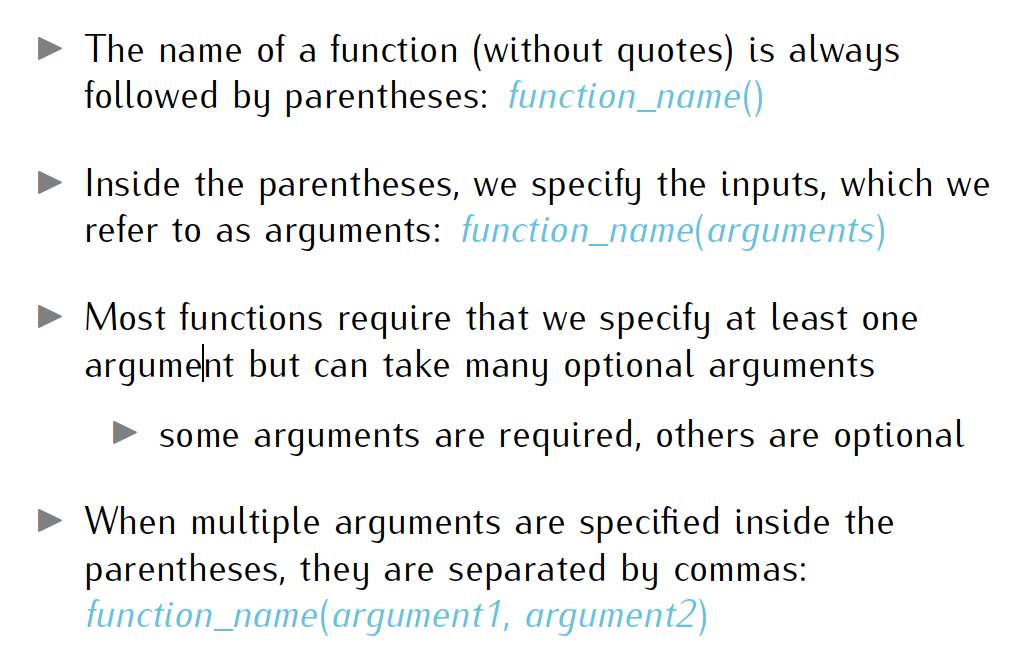 The name of a function (without quotes) is always
followed by parentheses: function_name()
Inside the parentheses, we specify the inputs, which we
refer to as arguments: function_name(arguments)
Most functions require that we specify at least one
argument but can take many optional arguments
some arguments are required, others are optional
When multiple arguments are specified inside the
parentheses, they are separated by commas:
function_name(argument1, argument2)